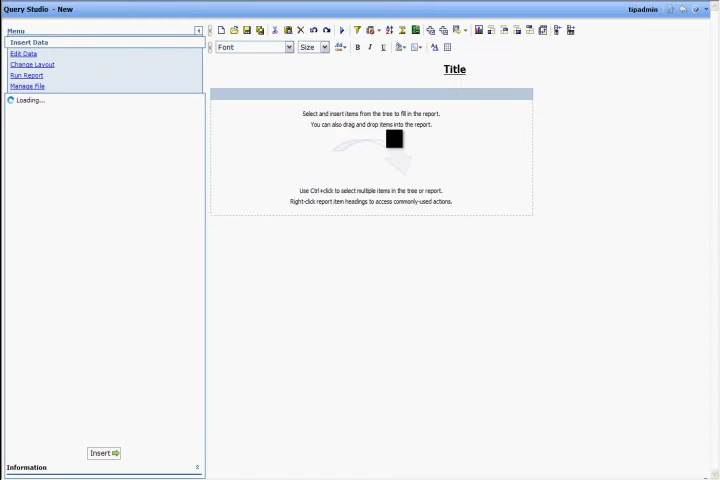 Query Studio - New
tipadmin
Menu
Insert Data
Edit Data
Change Layout
Run Report
Manage File
Loading...
Font
Size
B I U
Title
Select and insert items from the tree to fill in the report.
You can also drag and drop items into the report.
Use Ctrl+click to select multiple items in the tree or report.
Right-click report item headings to access commonly-used actions.
Insert
Information